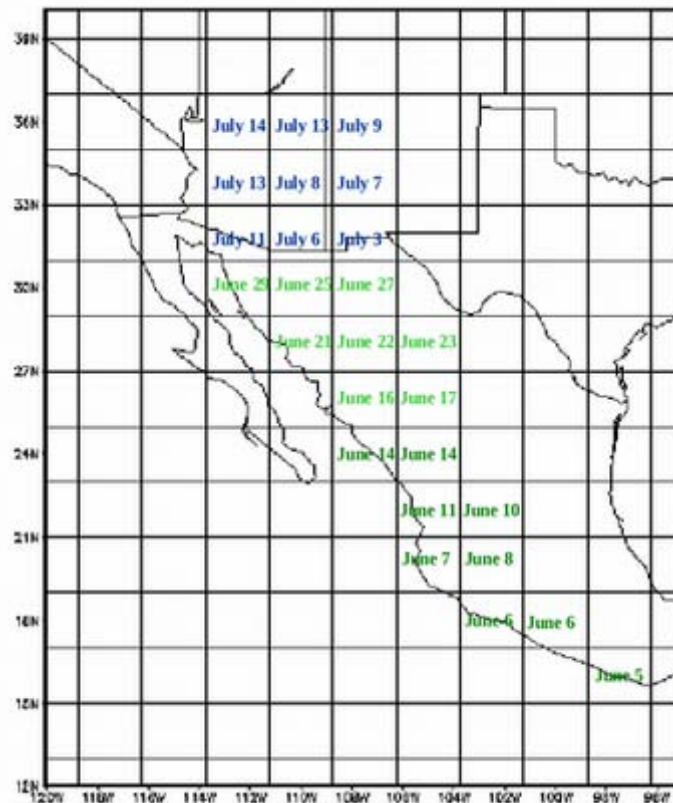 39N
36N
July 14 July 13 July 9
July 13 July 8 July 7
33N
July 11 July 6 July 3
30N
June 29 June 25 June 27
June 21 June 22 June 23
27N
June 16 June 17
24N
June 14 June 14
June 11 June 10
21N
June 7 June 8
18N
June 6 June 6
June 5
15N
12N
120W 118W 116W 114W 112W 110W 108W 106W 104W 102W 100W 98W 96W